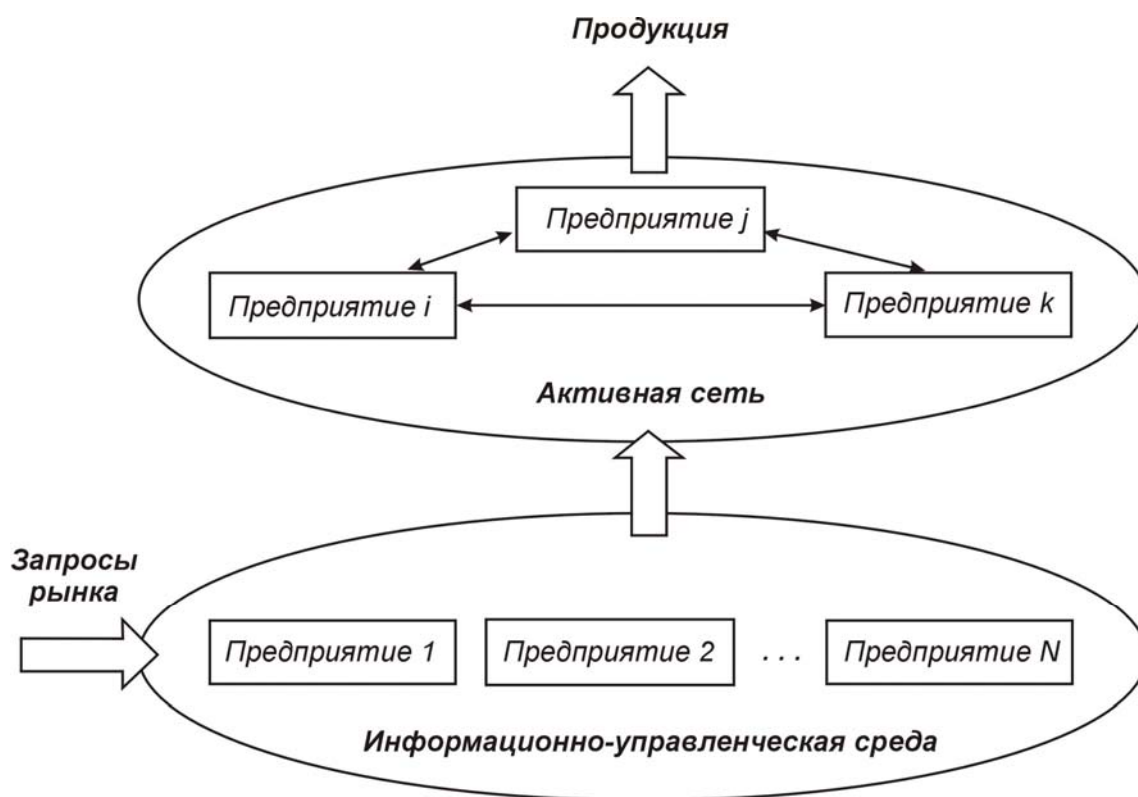 Продукция
Предприятие j
Предприятие i
Предприятие k
Активная сеть
Запросы
рынка
Предприятие 1
Предприятие 2
. . .
Предприятие N
Информационно-управленческая среда